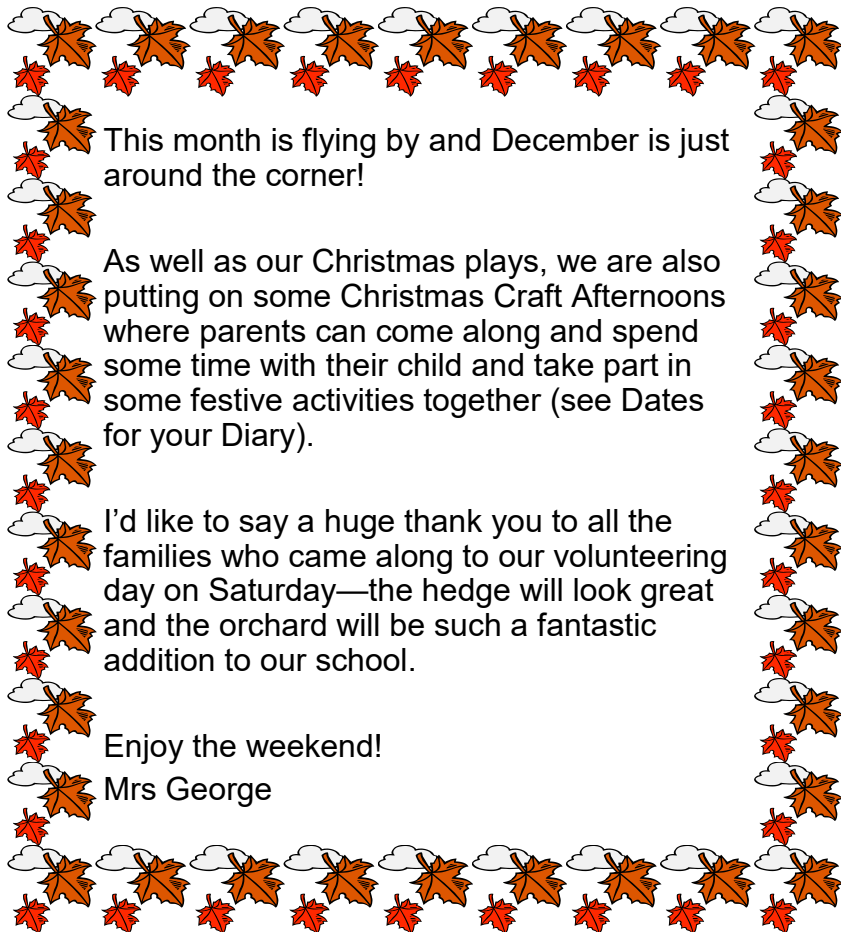 This month is flying by and December is just
around the corner!
As well as our Christmas plays, we are also
putting on some Christmas Craft Afternoons
where parents can come along and spend
some time with their child and take part in
some festive activities together (see Dates
for your Diary).
I’d like to say a huge thank you to all the
families who came along to our volunteering
day on Saturday—the hedge will look great
and the orchard will be such a fantastic
addition to our school.
Enjoy the weekend!
Mrs George